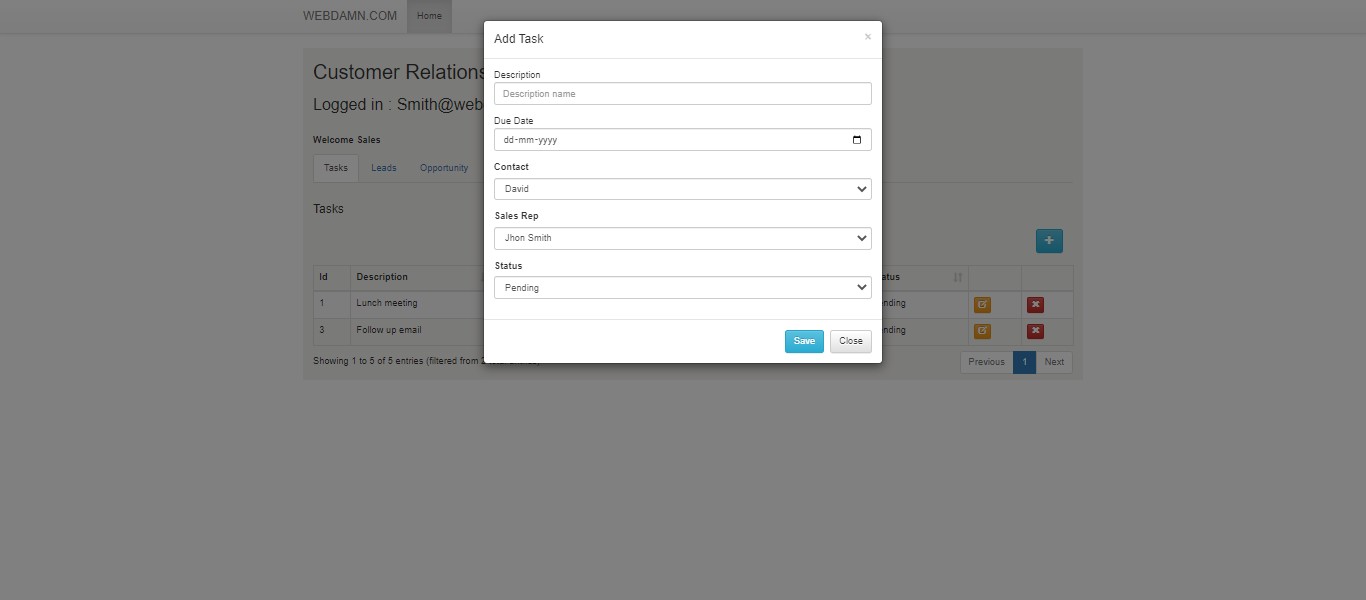 WEBDAMN.COM Home
Add Task ×
Customer Relations
Description
Description name
Logged in : Smith@web
Due Date
dd-mm-yyyy
Welcome Sales
Contact
Tasks Leads Opportunity
David
Tasks
Sales Rep
Jhon Smith
Status
Id Description atus
Pending
1 Lunch meeting nding
3 Follow up email nding
Save Close
Showing 1 to 5 of 5 entries (filtered from
Previous 1 Next